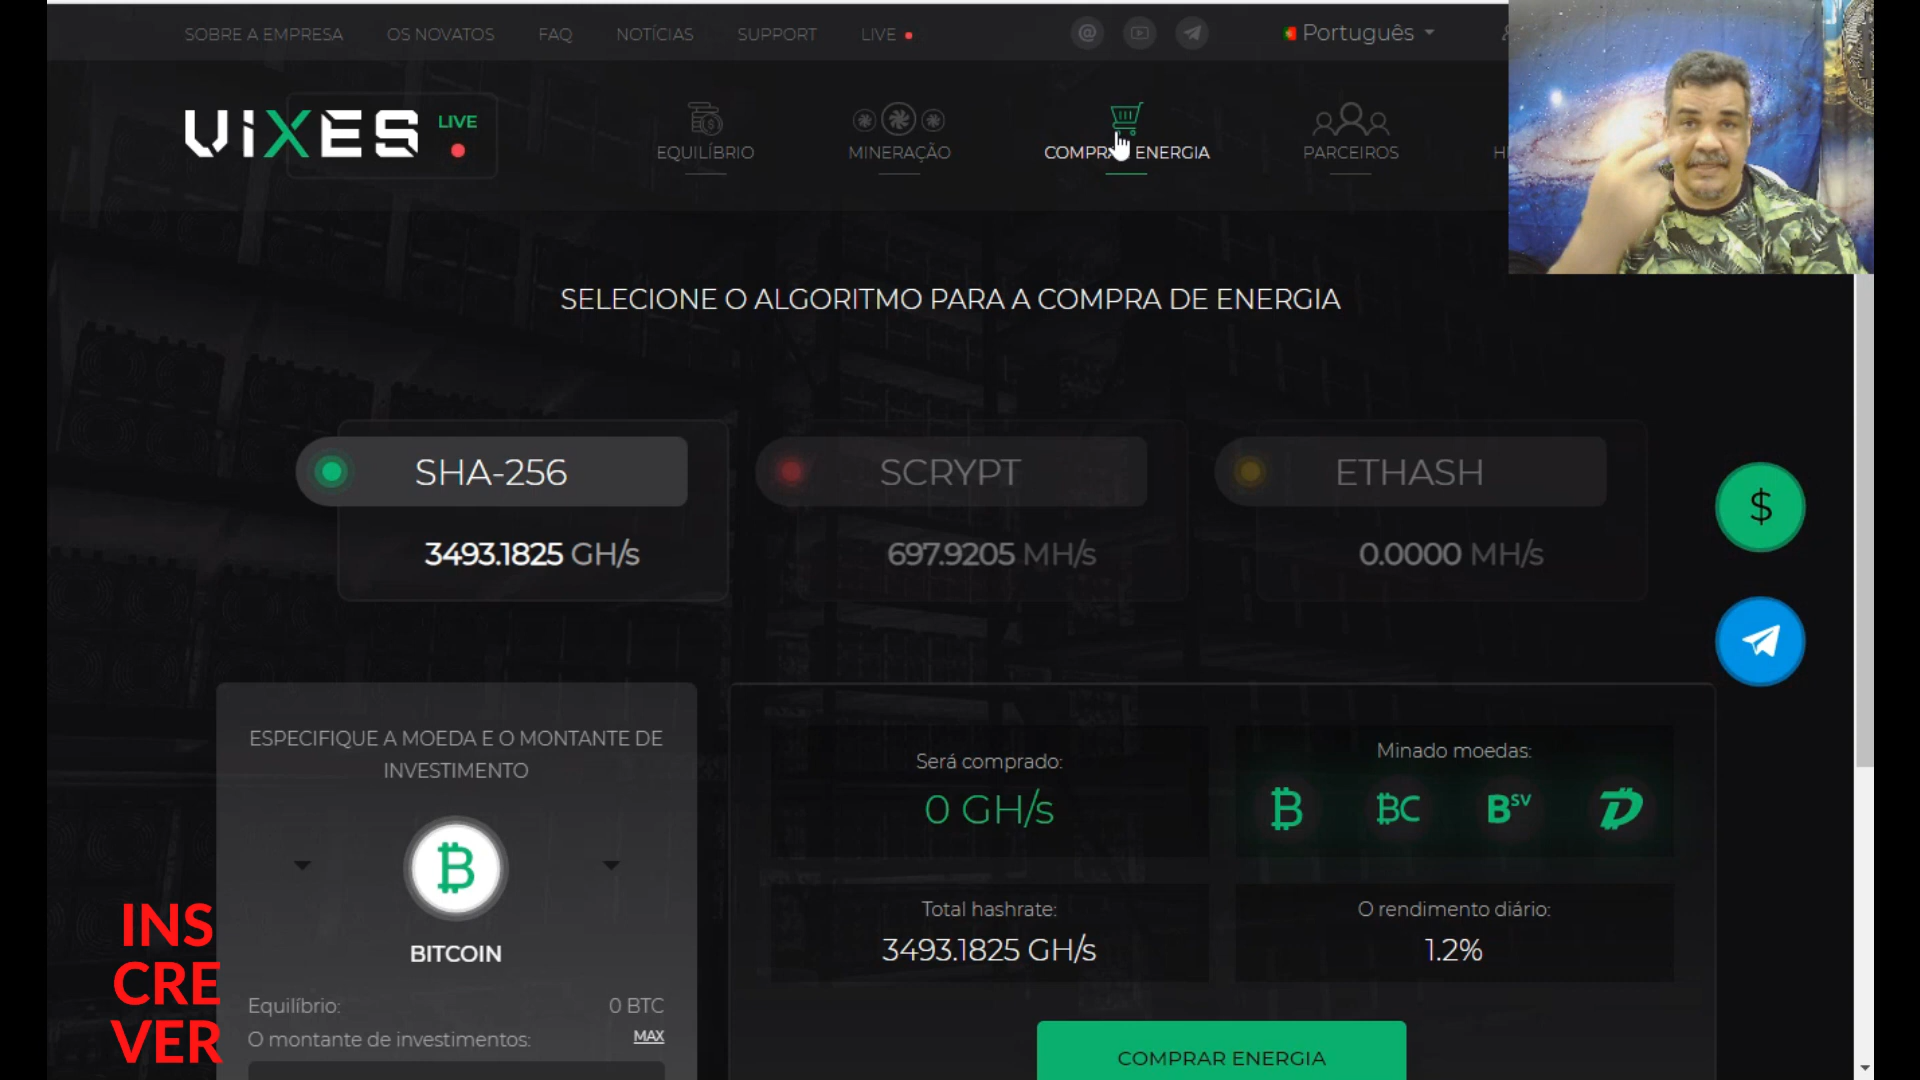 SOBRE A EMPRESA OS NOVATOS FAQ NOTÍCIAS SUPPORT LIVE Português
ViXES LIVE
EQUILÍBRIO MINERAÇÃO ENERGIA PARCEIROS
SELECIONE O ALGORITMO PARA A COMPRA DE ENERGIA
SHA-256 SCRYPT ETHASH
3493.1825 GH/s 697.9205 MH/s 0.0000 MH/s
$
ESPECIFIQUE A MOEDA E O MONTANTE DE
INVESTIMENTO
BITCOIN
Equilíbrio: 0 BTC
O montante de investimentos: MAX
Será comprado:
0 GH/s
Minado moedas:
BC BSV
Total hashrate:
3493.1825 GH/s
O rendimento diário:
1.2%
COMPRAR ENERGIA
INS
CRE
VER